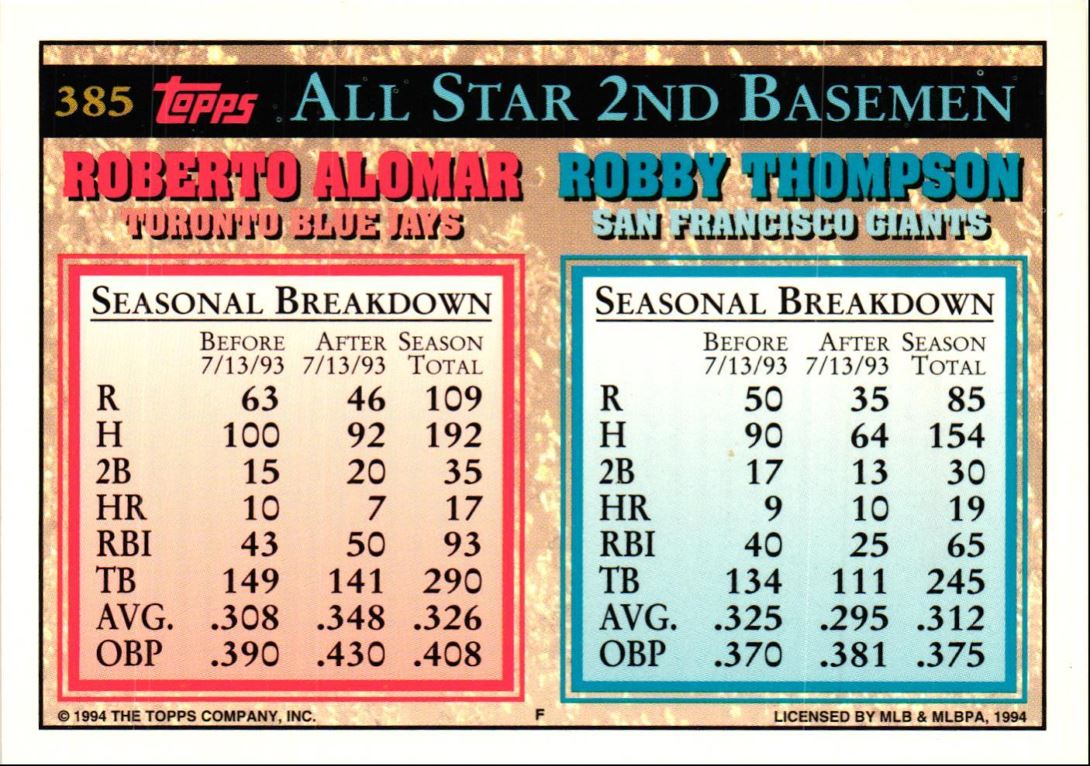 385 Topps ALL STAR 2ND BASEMEN
ROBERTO ALOMAR
TORONTO BLUE JAYS
SEASONAL BREAKDOWN
BEFORE AFTER SEASON
7/13/93 7/13/93 TOTAL
R 63 46 109
H 100 92 192
2B 15 20 35
HR 10 7 17
RBI 43 50 93
TB 149 141 290
AVG. .308 .348 .326
OBP .390 .430 .408
ROBBY THOMPSON
SAN FRANCISCO GIANTS
SEASONAL BREAKDOWN
BEFORE AFTER SEASON
7/13/93 7/13/93 TOTAL
R 50 35 85
H 90 64 154
2B 17 13 30
HR 9 10 19
RBI 40 25 65
TB 134 111 245
AVG. .325 .295 .312
OBP .370 .381 .375
© 1994 THE TOPPS COMPANY, INC. F LICENSED BY MLB & MLBPA, 1994